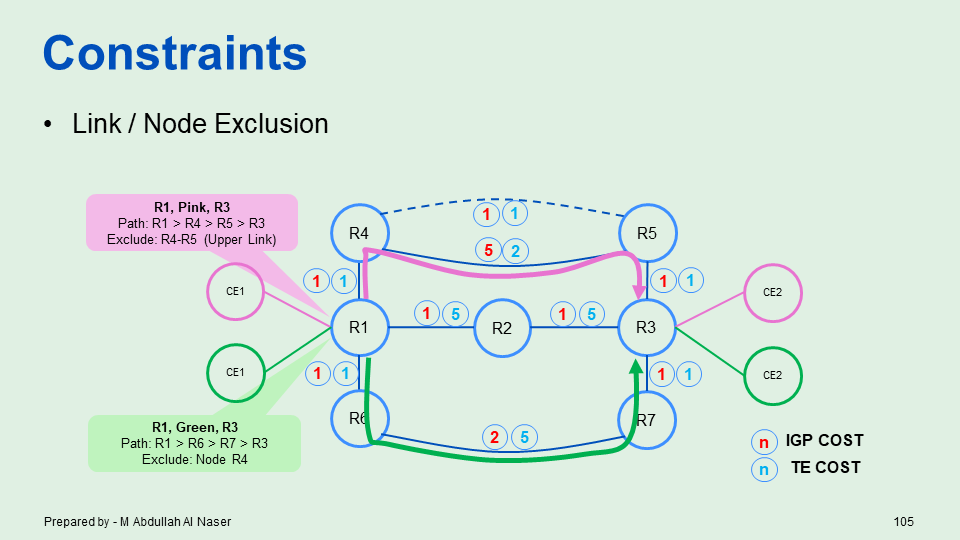 Constraints
• Link / Node Exclusion
R1, Pink, R3
Path: R1 > R4 > R5 > R3
Exclude: R4-R5 (Upper Link)
1 1
R4
R5
5 2
CE1
1 1
1 1
CE2
R1
1 5
R2
1 5
R3
CE1
1 1
1 1
CE2
R1, Green, R3
Path: R1 > R6 > R7 > R3
Exclude: Node R4
R6
2 5
R7
n IGP COST
n TE COST
Prepared by - M Abdullah Al Naser
105